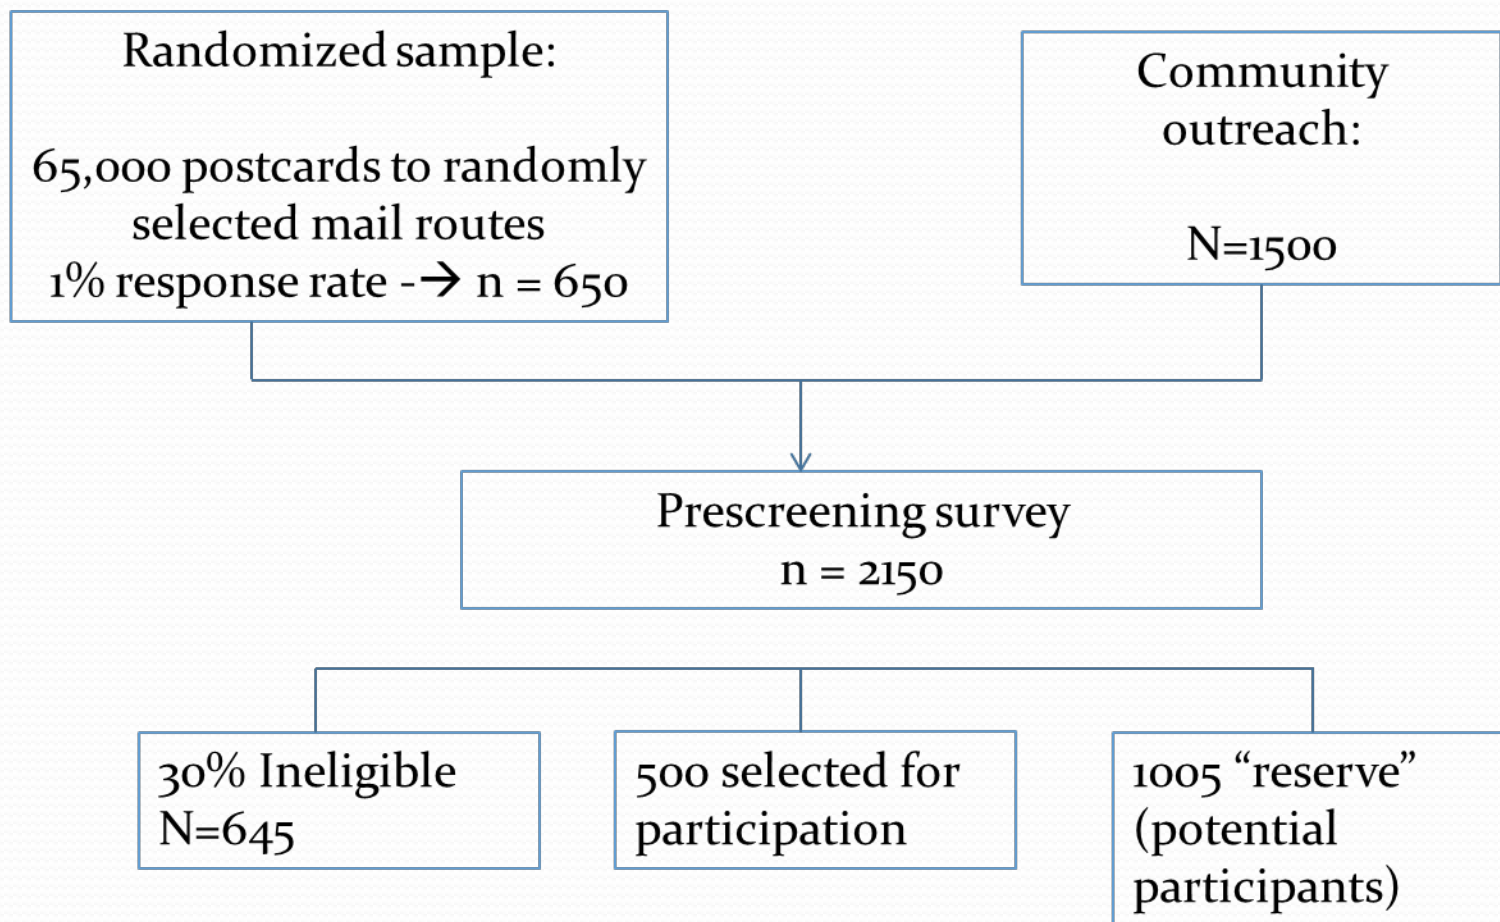 Randomized sample:
65,000 postcards to randomly
selected mail routes
1% response rate -→ n = 650
Community
outreach:
N=1500
Prescreening survey
n = 2150
30% Ineligible
N=645
500 selected for
participation
1005 “reserve”
(potential
participants)